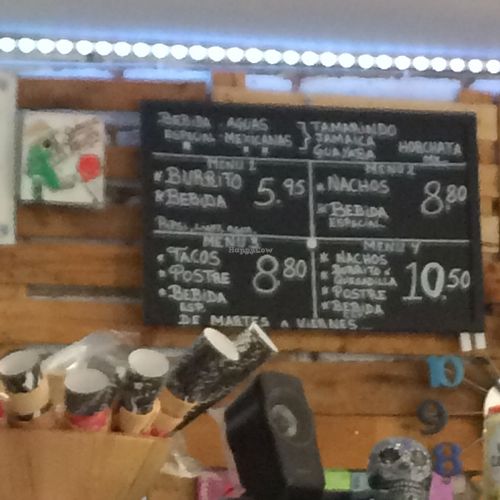 BEBIDA AGUAS
ESPECIAL MEXICANAS
TAMARINDO
JAMAICA
GUAYABA
HORCHATA
MENU 1
BURRITO
BEBIDA
5.95
MENU 2
NACHOS
BEBIDA
ESPECIAL
8.80
MENU 3
TACOS
POSTRE
BEBIDA
ESP.
8.80
MENU 4
NACHOS
BURRITO
QUESADILLA
POSTRE
BEBIDA
10.50
DE MARTES A VIERNES...
HappyCow
10
9
8